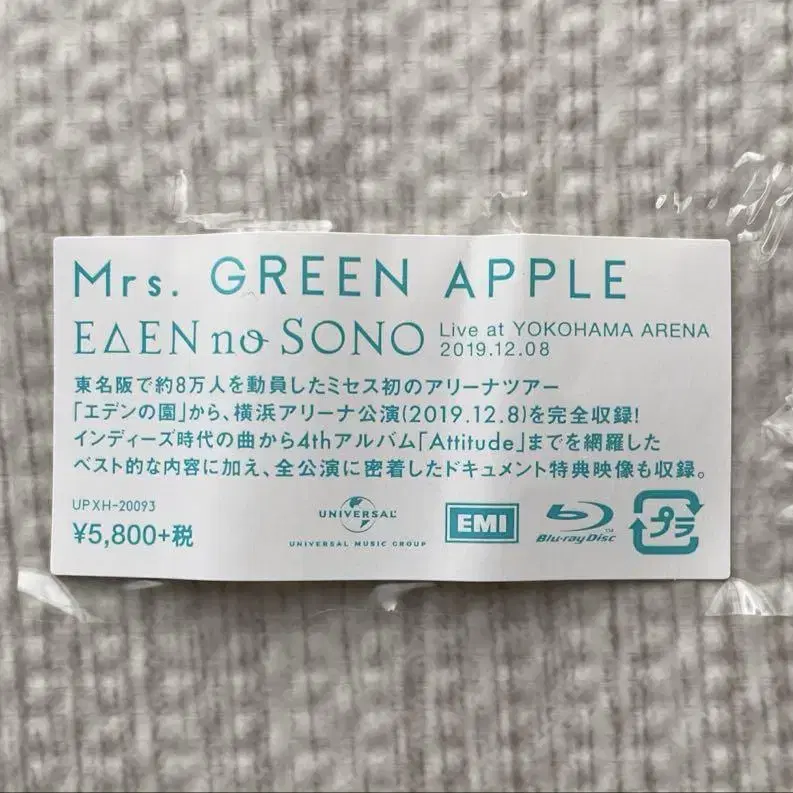 Mrs. GREEN APPLE
EΔEN no SONO Live at YOKOHAMA ARENA
2019.12.08
東名阪で約8万人を動員したミセス初のアリーナツアー
「エデンの園」から、横浜アリーナ公演(2019.12.8)を完全収録!
インディーズ時代の曲から4thアルバム「Attitude」までを網羅した
ベスト的な内容に加え、全公演に密着したドキュメント特典映像も収録。
UPXH-20093
¥5,800+税
UNIVERSAL
UNIVERSAL MUSIC GROUP
EMI
Blu-ray Disc™
プラ